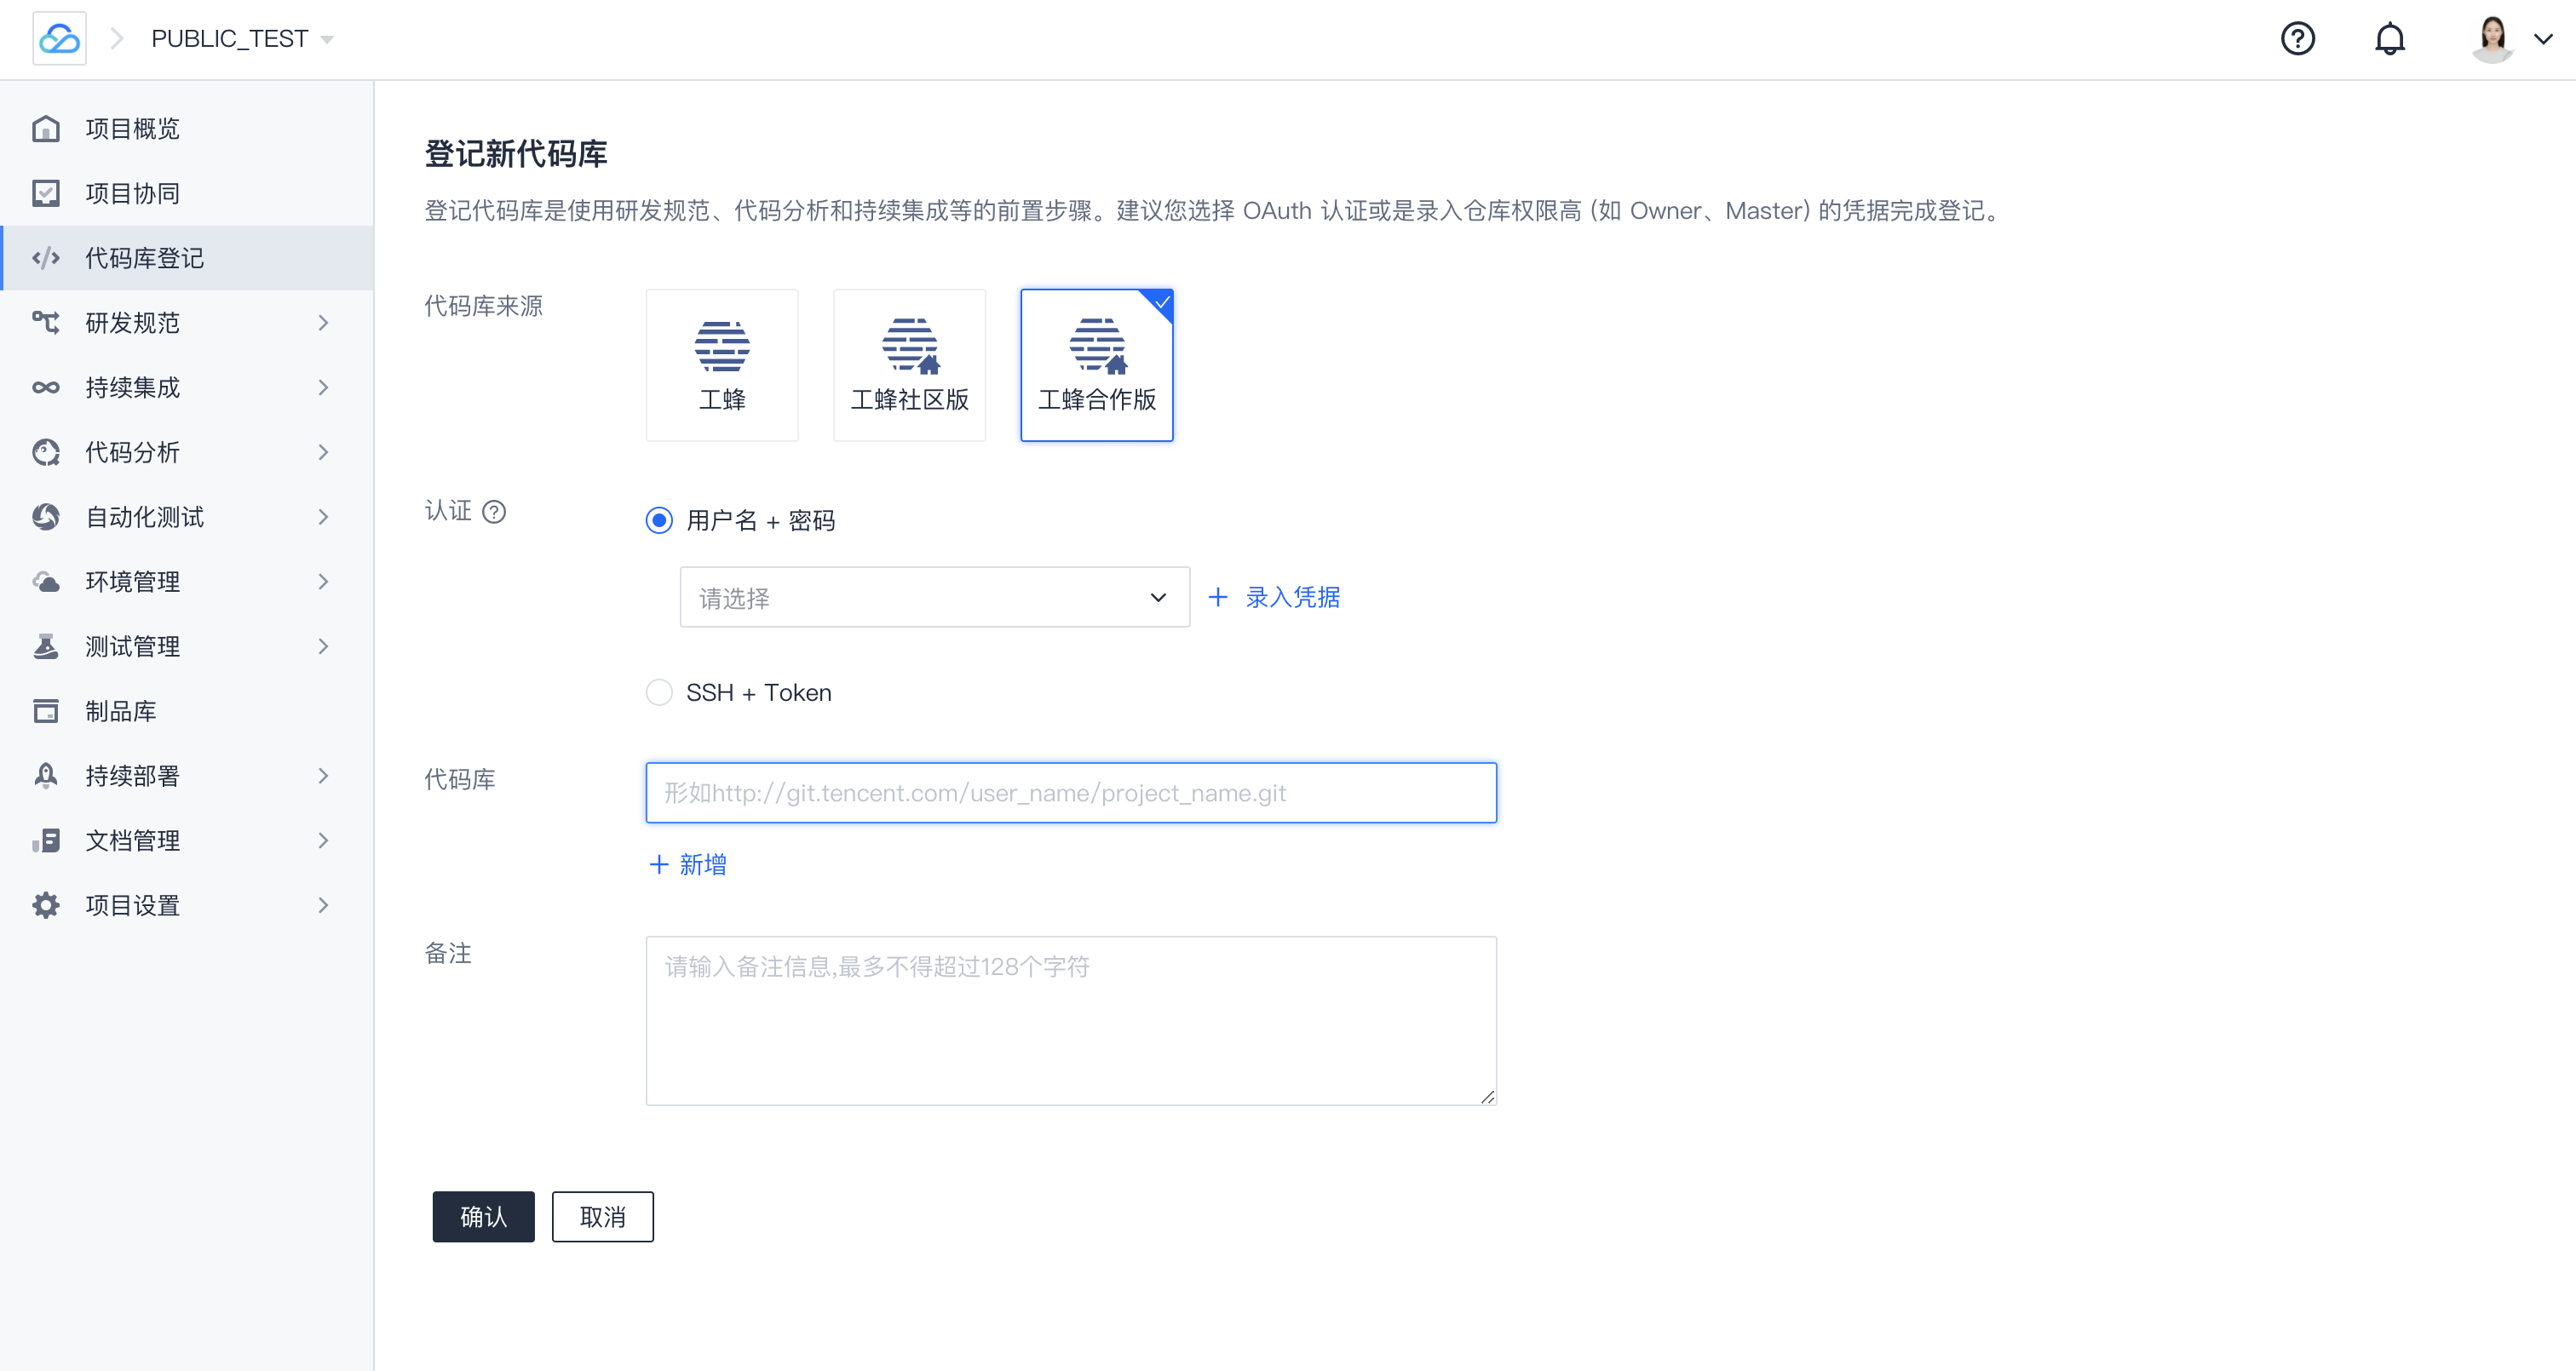 PUBLIC_TEST
项目概览
项目协同
代码库登记
研发规范
持续集成
代码分析
自动化测试
环境管理
测试管理
制品库
持续部署
文档管理
项目设置
登记新代码库
登记代码库是使用研发规范、代码分析和持续集成等的前置步骤。建议您选择 OAuth 认证或是录入仓库权限高 (如 Owner、Master) 的凭据完成登记。
代码库来源
工蜂
工蜂社区版
工蜂合作版
认证 ?
用户名 + 密码
请选择
+ 录入凭据
SSH + Token
代码库
形如http://git.tencent.com/user_name/project_name.git
+ 新增
备注
请输入备注信息,最多不得超过128个字符
确认
取消